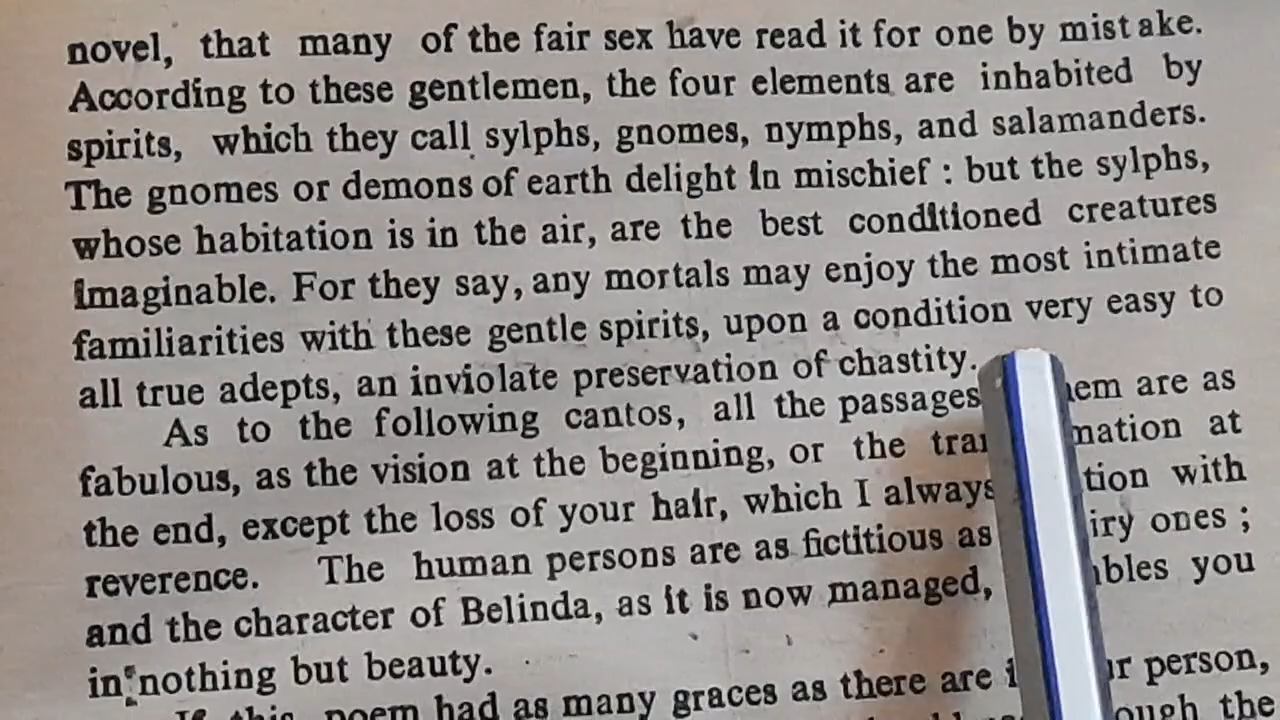 novel, that many of the fair sex have read it for one by mistake.
According to these gentlemen, the four elements are inhabited by
spirits, which they call sylphs, gnomes, nymphs, and salamanders.
The gnomes or demons of earth delight in mischief : but the sylphs,
whose habitation is in the air, are the best conditioned creatures
imaginable. For they say, any mortals may enjoy the most intimate
familiarities with these gentle spirits, upon a condition very easy to
all true adepts, an inviolate preservation of chastity.
As to the following cantos, all the passages are as
fabulous, as the vision at the beginning, or the at
the end, except the loss of your hair, which I always with
reverence. The human persons are as fictitious as ones ;
and the character of Belinda, as it is now managed, you
in nothing but beauty.
If this poem had as many graces as there are person,
the